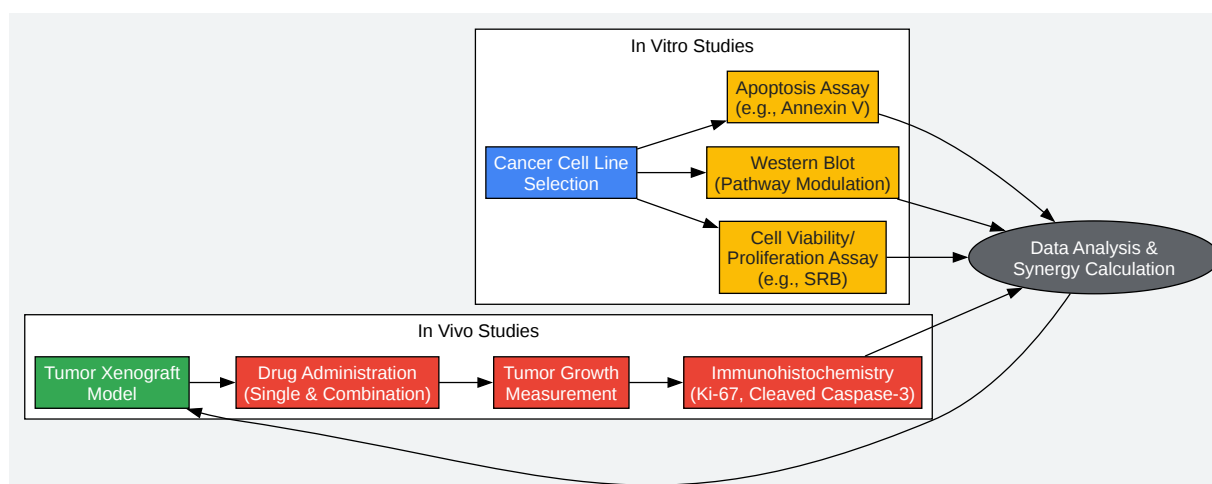 In Vitro Studies
Apoptosis Assay
(e.g., Annexin V)
Cancer Cell Line
Selection
Western Blot
(Pathway Modulation)
Cell Viability/
Proliferation Assay
(e.g., SRB)
Data Analysis &
Synergy Calculation
In Vivo Studies
Tumor Xenograft
Model
Drug Administration
(Single & Combination)
Tumor Growth
Measurement
Immunohistochemistry
(Ki-67, Cleaved Caspase-3)